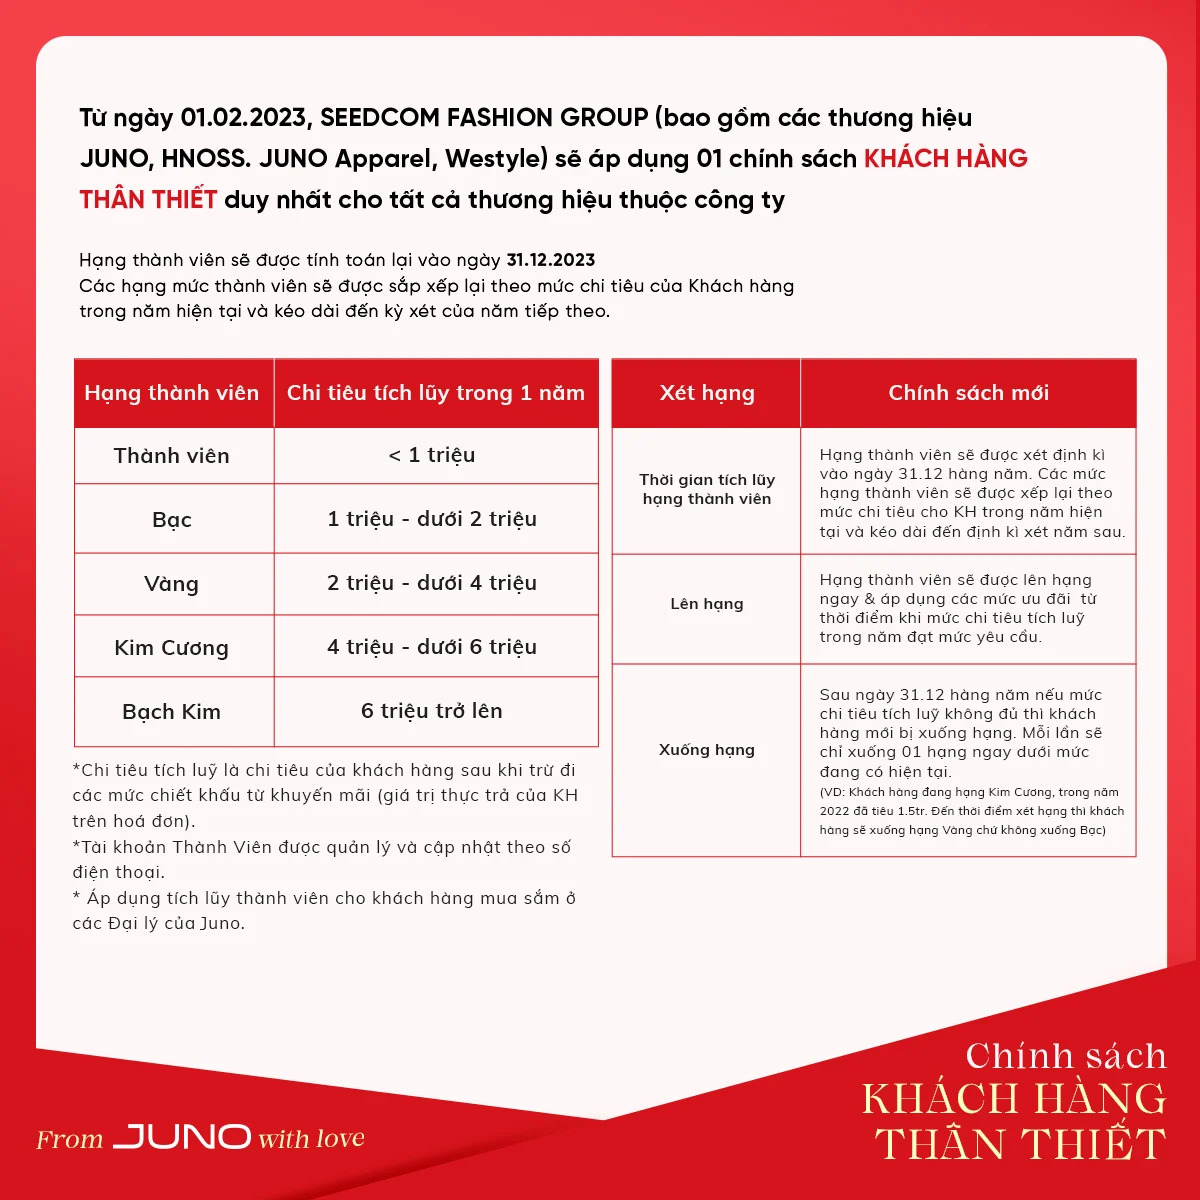 Từ ngày 01.02.2023, SEEDCOM FASHION GROUP (bao gồm các thương hiệu
JUNO, HNOSS. JUNO Apparel, Westyle) sẽ áp dụng 01 chính sách KHÁCH HÀNG
THÂN THIẾT duy nhất cho tất cả thương hiệu thuộc công ty
Hạng thành viên sẽ được tính toán lại vào ngày 31.12.2023
Các hạng mức thành viên sẽ được sắp xếp lại theo mức chi tiêu của Khách hàng
trong năm hiện tại và kéo dài đến kỳ xét của năm tiếp theo.
Hạng thành viên Chi tiêu tích lũy trong 1 năm
Thành viên < 1 triệu
Bạc 1 triệu - dưới 2 triệu
Vàng 2 triệu - dưới 4 triệu
Kim Cương 4 triệu - dưới 6 triệu
Bạch Kim 6 triệu trở lên
*Chi tiêu tích luỹ là chi tiêu của khách hàng sau khi trừ đi
các mức chiết khấu từ khuyến mãi (giá trị thực trả của KH
trên hoá đơn).
*Tài khoản Thành Viên được quản lý và cập nhật theo số
điện thoại.
* Áp dụng tích lũy thành viên cho khách hàng mua sắm ở
các Đại lý của Juno.
Xét hạng Chính sách mới
Thời gian tích lũy
hạng thành viên
Hạng thành viên sẽ được xét định kì
vào ngày 31.12 hàng năm. Các mức
hạng thành viên sẽ được xếp lại theo
mức chi tiêu cho KH trong năm hiện
tại và kéo dài đến định kì xét năm sau.
Lên hạng
Hạng thành viên sẽ được lên hạng
ngay & áp dụng các mức ưu đãi từ
thời điểm khi mức chi tiêu tích luỹ
trong năm đạt mức yêu cầu.
Xuống hạng
Sau ngày 31.12 hàng năm nếu mức
chi tiêu tích luỹ không đủ thì khách
hàng mới bị xuống hạng. Mỗi lần sẽ
chỉ xuống 01 hạng ngay dưới mức
đang có hiện tại.
(VD: Khách hàng đang hạng Kim Cương, trong năm
2022 đã tiêu 1.5tr. Đến thời điểm xét hạng thì khách
hàng sẽ xuống hạng Vàng chứ không xuống Bạc)
From JUNO with love
Chính sách
KHÁCH HÀNG
THÂN THIẾT